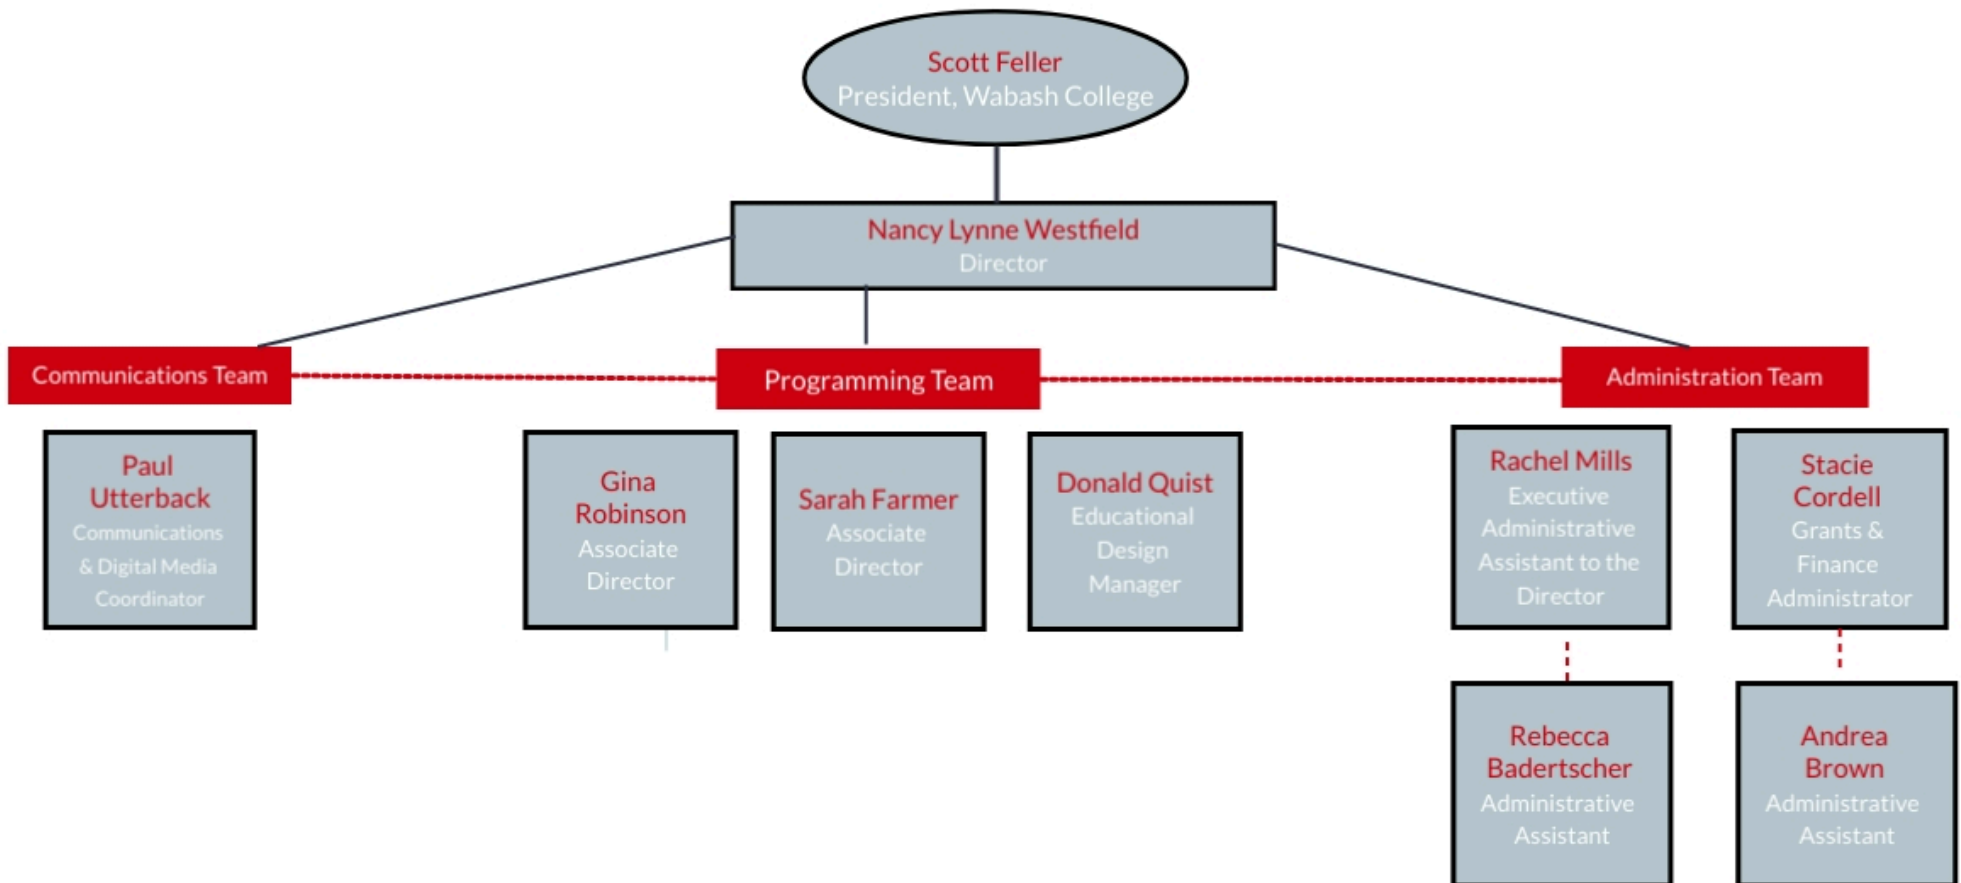 Scott Feller
President, Wabash College
Nancy Lynne Westfield
Director
Communications Team
Programming Team
Administration Team
Paul
Utterback
Communications
& Digital Media
Coordinator
Gina
Robinson
Associate
Director
Sarah Farmer
Associate
Director
Donald Quist
Educational
Design
Manager
Rachel Mills
Executive
Administrative
Assistant to the
Director
Stacie
Cordell
Grants &
Finance
Administrator
Rebecca
Badertscher
Administrative
Assistant
Andrea
Brown
Administrative
Assistant